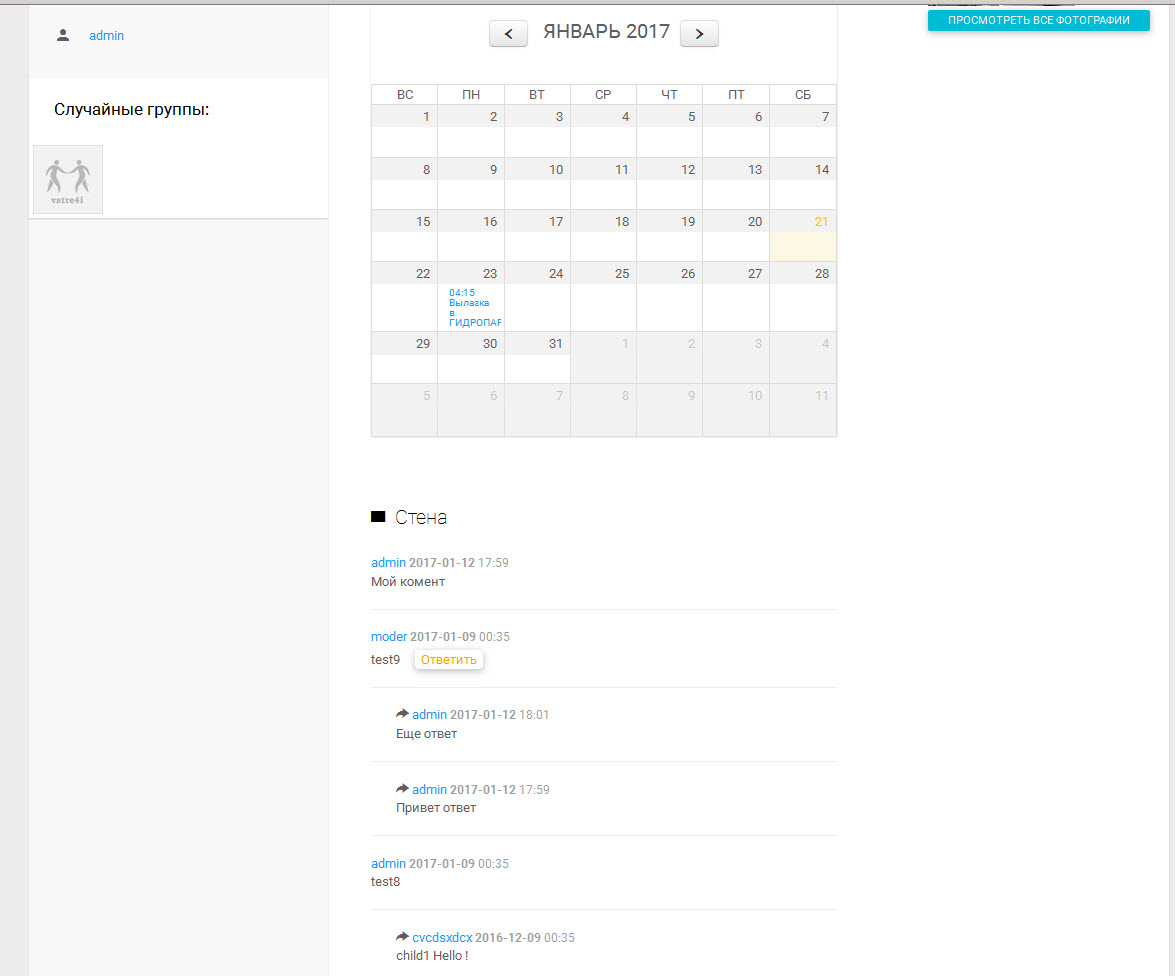 admin
Случайные группы:
vstre4i
ЯНВАРЬ 2017
ВС ПН ВТ СР ЧТ ПТ СБ
1 2 3 4 5 6 7
8 9 10 11 12 13 14
15 16 17 18 19 20 21
22 23 24 25 26 27 28
04:15
Вылазка
в
ГИДРОПАР
29 30 31 1 2 3 4
5 6 7 8 9 10 11
Стена
admin 2017-01-12 17:59
Мой комент
moder 2017-01-09 00:35
test9 Ответить
admin 2017-01-12 18:01
Еще ответ
admin 2017-01-12 17:59
Привет ответ
admin 2017-01-09 00:35
test8
cvcdsxdcx 2016-12-09 00:35
child1 Hello !
ПРОСМОТРЕТЬ ВСЕ ФОТОГРАФИИ